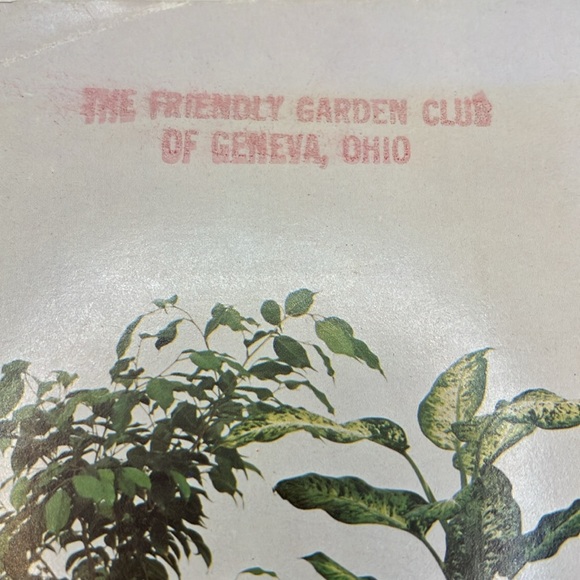 THE FRIENDLY GARDEN CLUB
OF GENEVA, OHIO